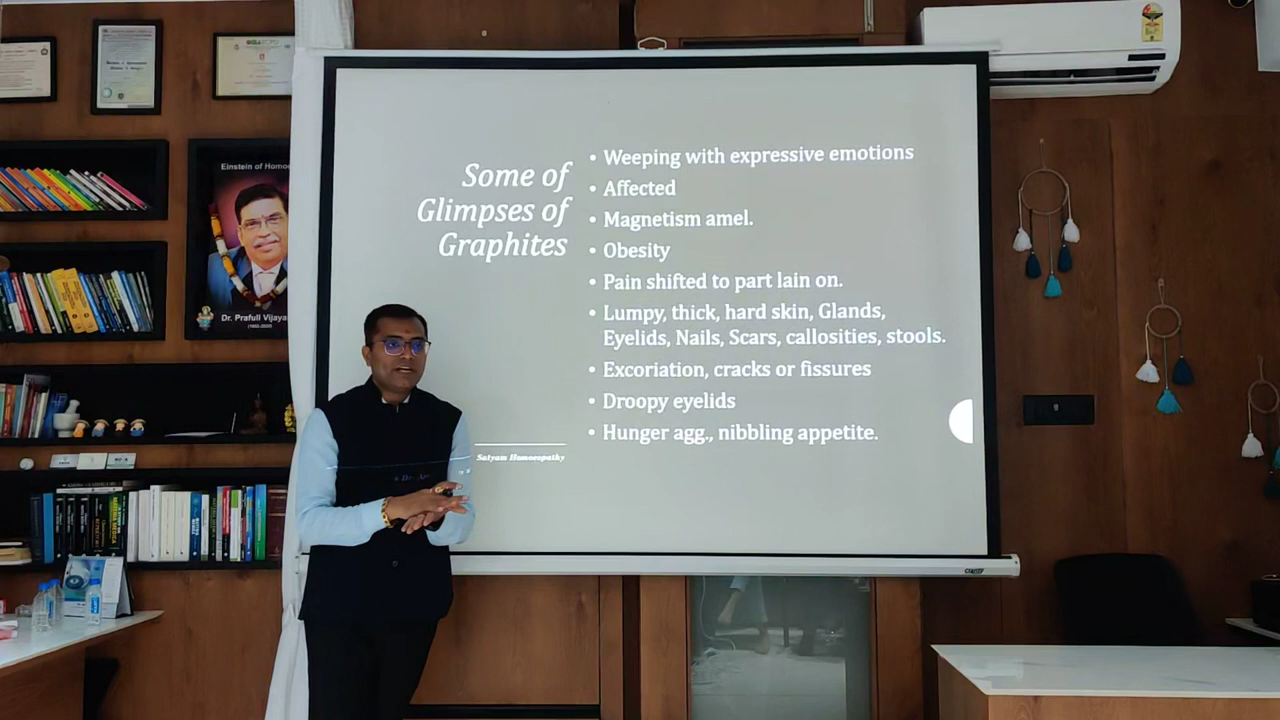 Einstein of Homoe
Dr. Prafull Vijaya
Some of
Glimpses of
Graphites
• Weeping with expressive emotions
• Affected
• Magnetism amel.
• Obesity
• Pain shifted to part lain on.
• Lumpy, thick, hard skin, Glands,
Eyelids, Nails, Scars, callosities, stools.
• Excoriation, cracks or fissures
• Droopy eyelids
• Hunger agg., nibbling appetite.
Satyam Homoeopathy